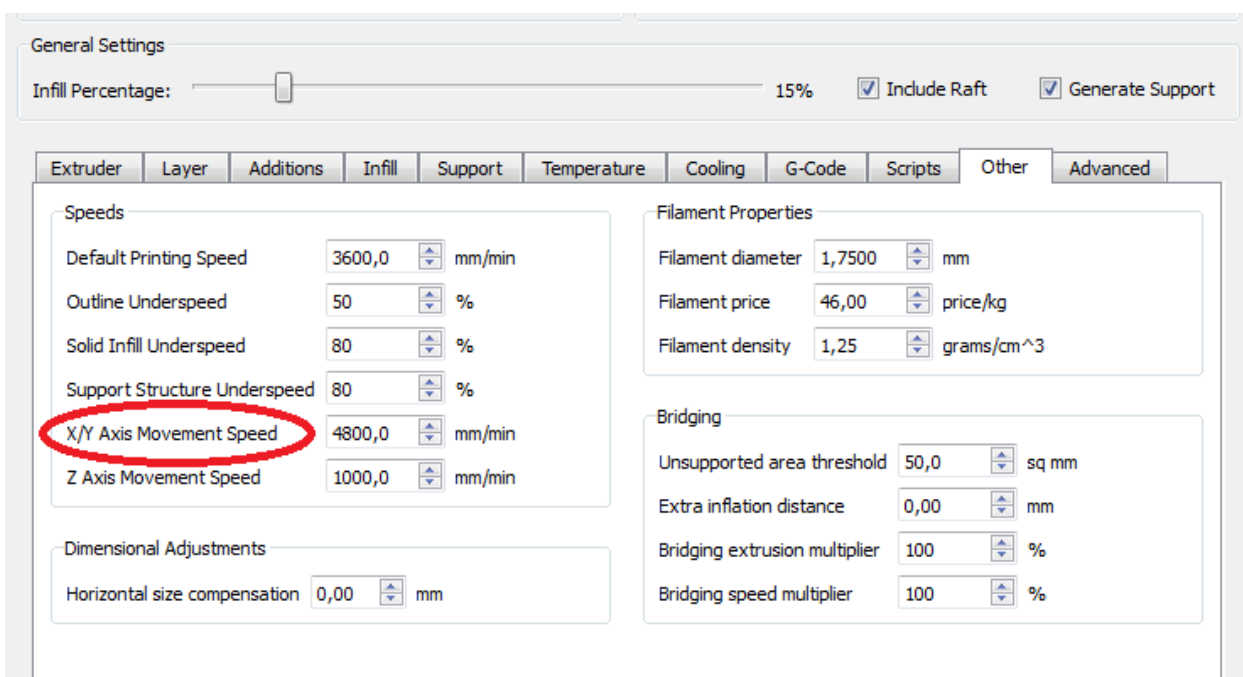 General Settings
Infill Percentage: 15% Include Raft Generate Support
Extruder Layer Additions Infill Support Temperature Cooling G-Code Scripts Other Advanced
Speeds
Default Printing Speed 3600,0 mm/min
Outline Underspeed 50 %
Solid Infill Underspeed 80 %
Support Structure Underspeed 80 %
X/Y Axis Movement Speed 4800,0 mm/min
Z Axis Movement Speed 1000,0 mm/min
Dimensional Adjustments
Horizontal size compensation 0,00 mm
Filament Properties
Filament diameter 1,7500 mm
Filament price 46,00 price/kg
Filament density 1,25 grams/cm^3
Bridging
Unsupported area threshold 50,0 sq mm
Extra inflation distance 0,00 mm
Bridging extrusion multiplier 100 %
Bridging speed multiplier 100 %